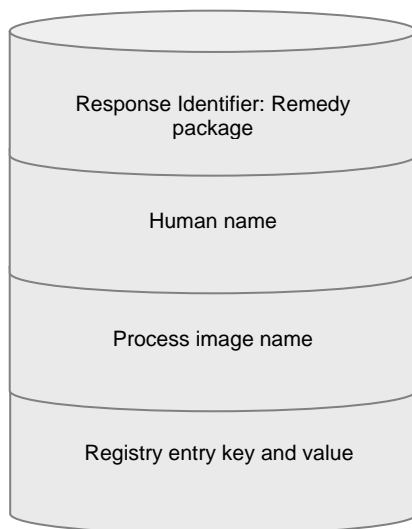 Response Identifier: Remedy
package
Human name
Process image name
Registry entry key and value